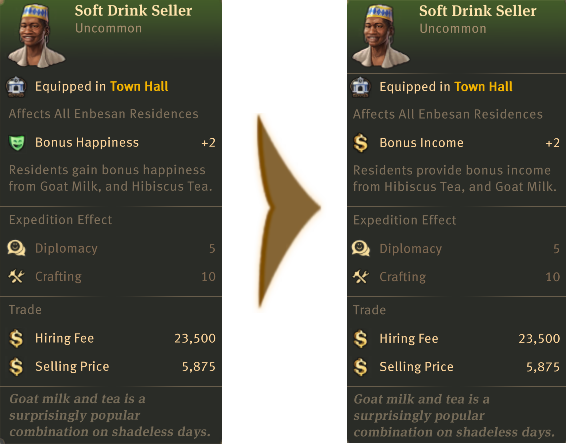 Soft Drink Seller
Uncommon
Equipped in Town Hall
Affects All Enbesan Residences
Bonus Happiness +2
Residents gain bonus happiness
from Goat Milk, and Hibiscus Tea.
Expedition Effect
Diplomacy 5
Crafting 10
Trade
Hiring Fee 23,500
Selling Price 5,875
Goat milk and tea is a
surprisingly popular
combination on shadeless days.
Soft Drink Seller
Uncommon
Equipped in Town Hall
Affects All Enbesan Residences
Bonus Income +2
Residents provide bonus income
from Hibiscus Tea, and Goat Milk.
Expedition Effect
Diplomacy 5
Crafting 10
Trade
Hiring Fee 23,500
Selling Price 5,875
Goat milk and tea is a
surprisingly popular
combination on shadeless days.